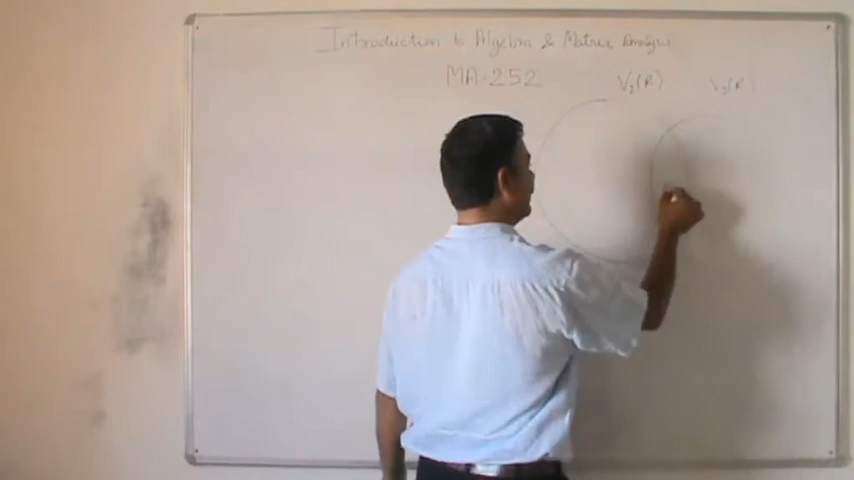 Introduction to Algebra & Matrix Analysis
MA-252
V₂(R) V₃(R)